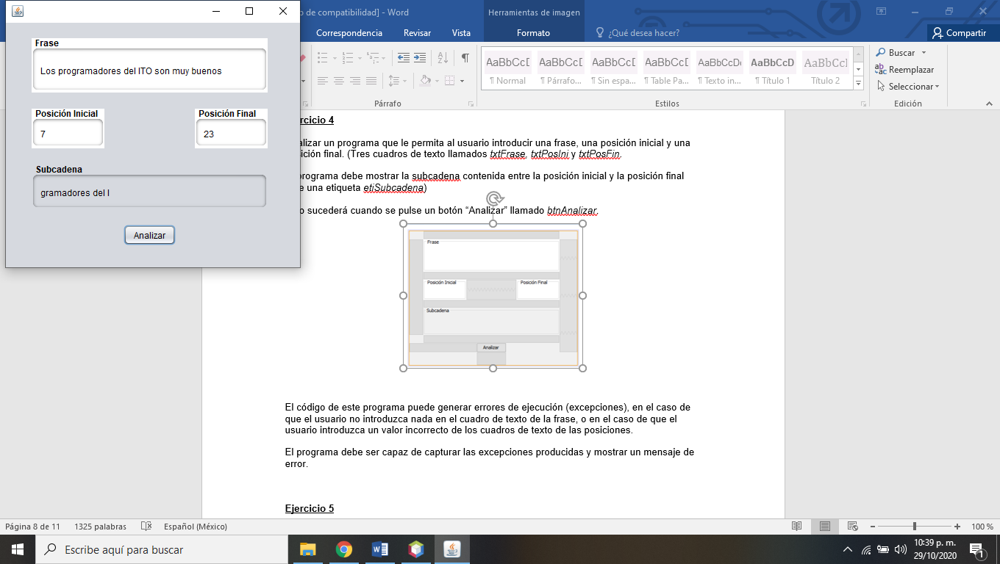 o de compatibilidad] - Word
Herramientas de imagen
Correspondencia
Revisar
Vista
Formato
¿Qué desea hacer?
Compartir
Frase
Los programadores del ITO son muy buenos
Posición Inicial
Posición Final
7
23
Subcadena
gramadores del I
Analizar
AaBbCcD
AaBbCcD
AaBbCcD
AaBbCcD
AaBbCcDc
AaBbCcD
AaBbCcI
¶ Normal
¶ Párrafo...
¶ Sin espa...
¶ Table Pa...
¶ Texto in...
¶ Título 1
¶ Título 2
Buscar
Reemplazar
Seleccionar
Párrafo
Estilos
Edición
rcicio 4
alizar un programa que le permita al usuario introducir una frase, una posición inicial y una
ición final. (Tres cuadros de texto llamados txtFrase, txtPosIni y txtPosFin.
programa debe mostrar la subcadena contenida entre la posición inicial y la posición final
e una etiqueta etiSubcadena)
o sucederá cuando se pulse un botón “Analizar” llamado btnAnalizar.
Frase
Posición Inicial
Posición Final
Subcadena
Analizar
El código de este programa puede generar errores de ejecución (excepciones), en el caso de
que el usuario no introduzca nada en el cuadro de texto de la frase, o en el caso de que el
usuario introduzca un valor incorrecto de los cuadros de texto de las posiciones.
El programa debe ser capaz de capturar las excepciones producidas y mostrar un mensaje de
error.
Ejercicio 5
Página 8 de 11
1325 palabras
Español (México)
100 %
Escribe aquí para buscar
10:39 p. m.
29/10/2020
1